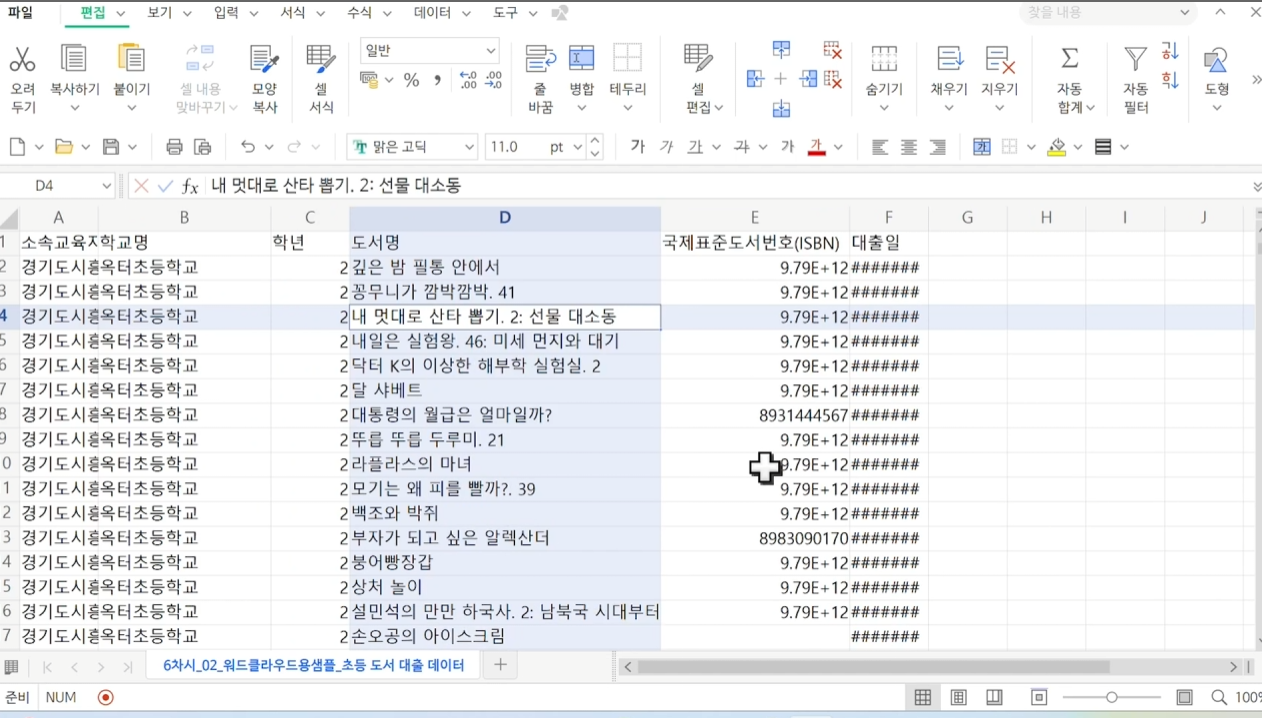 파일 편집 보기 입력 서식 수식 데이터 도구 찾을 내용
오려 두기 복사하기 붙이기 셀 내용 맞바꾸기 모양 복사 셀 서식 일반 % , .00 .00 줄 바꿈 병합 테두리 셀 편집 숨기기 채우기 지우기 Σ 자동 합계 자동 필터 도형
맑은 고딕 11.0 pt 가 가 가 가 가 가
D4 fx 내 멋대로 산타 뽑기. 2: 선물 대소동
A B C D E F G H I J
1 소속교육지 학교명 학년 도서명 국제표준도서번호(ISBN) 대출일
2 경기도시흥 옥터초등학교 2 깊은 밤 필통 안에서 9.79E+12 #######
3 경기도시흥 옥터초등학교 2 꽁무니가 깜박깜박. 41 9.79E+12 #######
4 경기도시흥 옥터초등학교 2 내 멋대로 산타 뽑기. 2: 선물 대소동 9.79E+12 #######
5 경기도시흥 옥터초등학교 2 내일은 실험왕. 46: 미세 먼지와 대기 9.79E+12 #######
6 경기도시흥 옥터초등학교 2 닥터 K의 이상한 해부학 실험실. 2 9.79E+12 #######
7 경기도시흥 옥터초등학교 2 달 샤베트 9.79E+12 #######
8 경기도시흥 옥터초등학교 2 대통령의 월급은 얼마일까? 8931444567 #######
9 경기도시흥 옥터초등학교 2 뚜릅 뚜릅 두루미. 21 9.79E+12 #######
0 경기도시흥 옥터초등학교 2 라플라스의 마녀 9.79E+12 #######
1 경기도시흥 옥터초등학교 2 모기는 왜 피를 빨까?. 39 9.79E+12 #######
2 경기도시흥 옥터초등학교 2 백조와 박쥐 9.79E+12 #######
3 경기도시흥 옥터초등학교 2 부자가 되고 싶은 알렉산더 8983090170 #######
4 경기도시흥 옥터초등학교 2 붕어빵장갑 9.79E+12 #######
5 경기도시흥 옥터초등학교 2 상처 놀이 9.79E+12 #######
6 경기도시흥 옥터초등학교 2 설민석의 만만 하국사. 2: 남북국 시대부터 9.79E+12 #######
7 경기도시흥 옥터초등학교 2 손오공의 아이스크림 #######
6차시_02_워드클라우드용샘플_초등 도서 대출 데이터
준비 NUM 100%